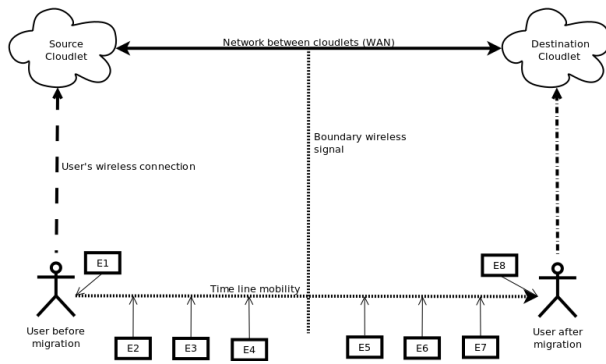 Source
Cloudlet
Network between cloudlets (WAN)
Destination
Cloudlet
Boundary wireless
signal
User's wireless connection
E1
E8
Time line mobility
User before
migration
E2
E3
E4
E5
E6
E7
User after
migration